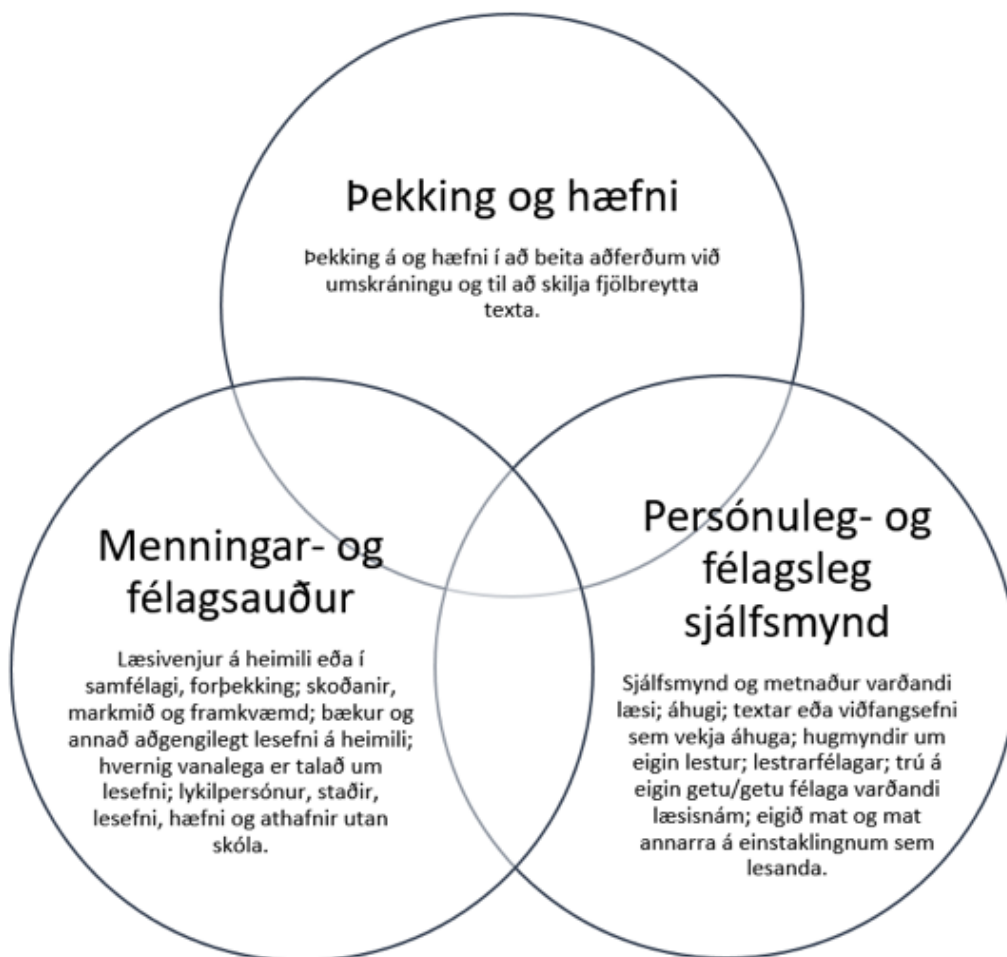 Þekking og hæfni
Þekking á og hæfni í að beita aðferðum við
umskráningu og til að skilja fjölbreytta
texta.
Menningar- og
félagsauður
Læsivenjur á heimili eða í
samfélagi, forþekking; skoðanir,
markmið og framkvæmd; bækur og
annað aðgengilegt lesefni á heimili;
hvernig vanalega er talað um
lesefni; lykilpersónur, staðir,
lesefni, hæfni og athafnir utan
skóla.
Persónuleg- og
félagsleg
sjálfsmynd
Sjálfsmynd og metnaður varðandi
læsi; áhugi; textar eða viðfangsefni
sem vekja áhuga; hugmyndir um
eigin lestur; lestrarfélagar; trú á
eigin getu/getu félaga varðandi
læsisnám; eigið mat og mat
annarra á einstaklingnum sem
lesanda.